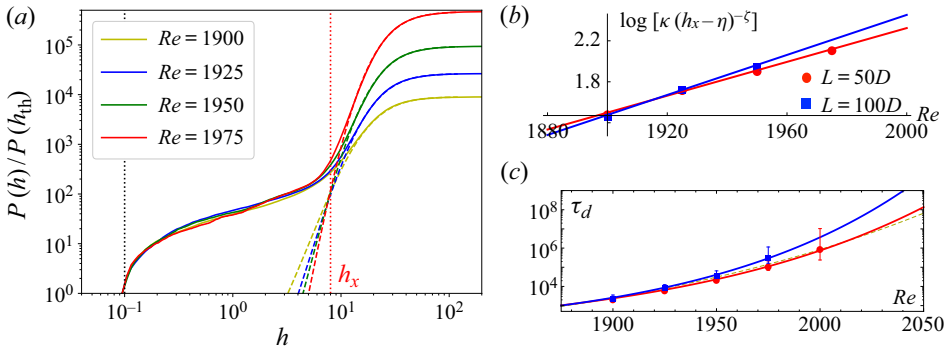 (a)
P(h)/P(h_th)
10^5
10^4
10^3
10^2
10^1
10^0
Re = 1900
Re = 1925
Re = 1950
Re = 1975
h_x
10^−1
10^0
10^1
10^2
h
(b)
log [κ(h_x−η)^−ζ]
2.2
1.8
L = 50D
L = 100D
Re
1880
1920
1960
2000
(c)
τ_d
10^8
10^6
10^4
Re
1900
1950
2000
2050